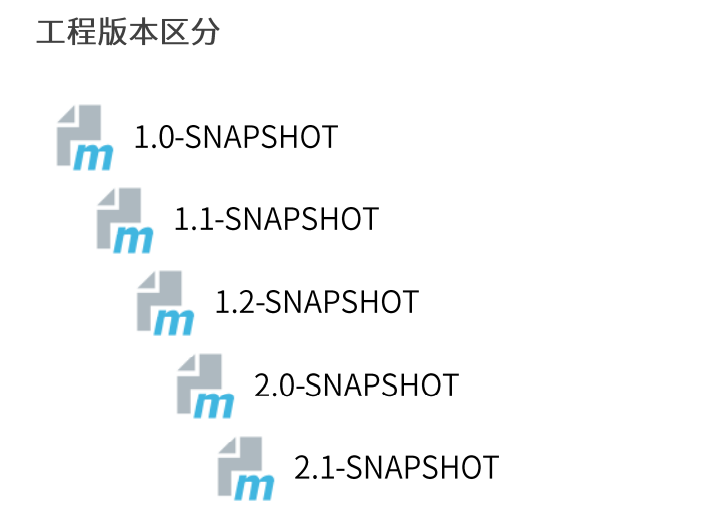 工程版本区分
m 1.0-SNAPSHOT
m 1.1-SNAPSHOT
m 1.2-SNAPSHOT
m 2.0-SNAPSHOT
m 2.1-SNAPSHOT